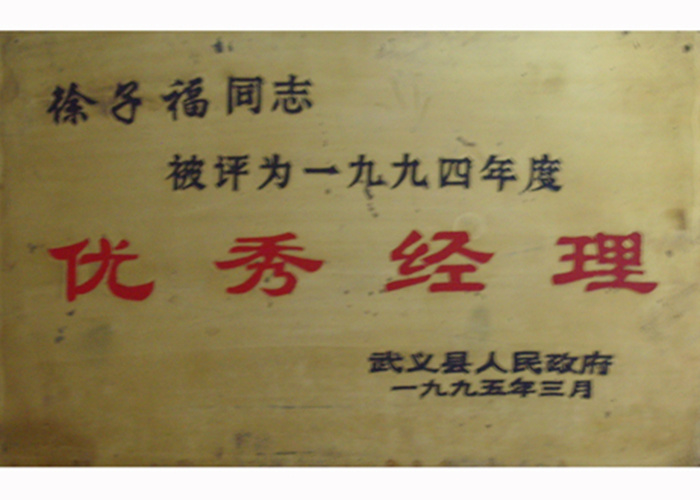 徐子福同志
被评为一九九四年度
优秀经理
武义县人民政府
一九九五年三月